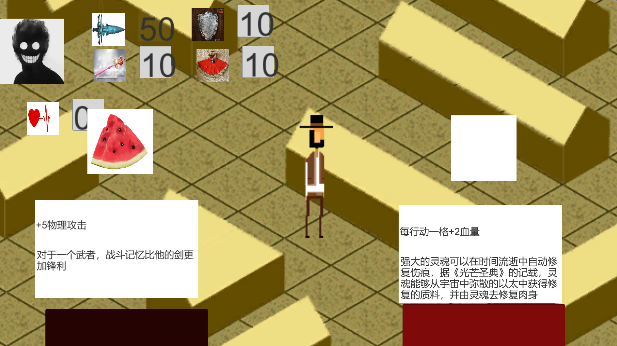 50
10
10
10
0
+5物理攻击
对于一个武者，战斗记忆比他的剑更
加锋利
每行动一格+2血量
强大的灵魂可以在时间流逝中自动修
复伤痕，据《光芒圣典》的记载，灵
魂能够从宇宙中弥散的以太中获得修
复的质料，并由灵魂去修复肉身